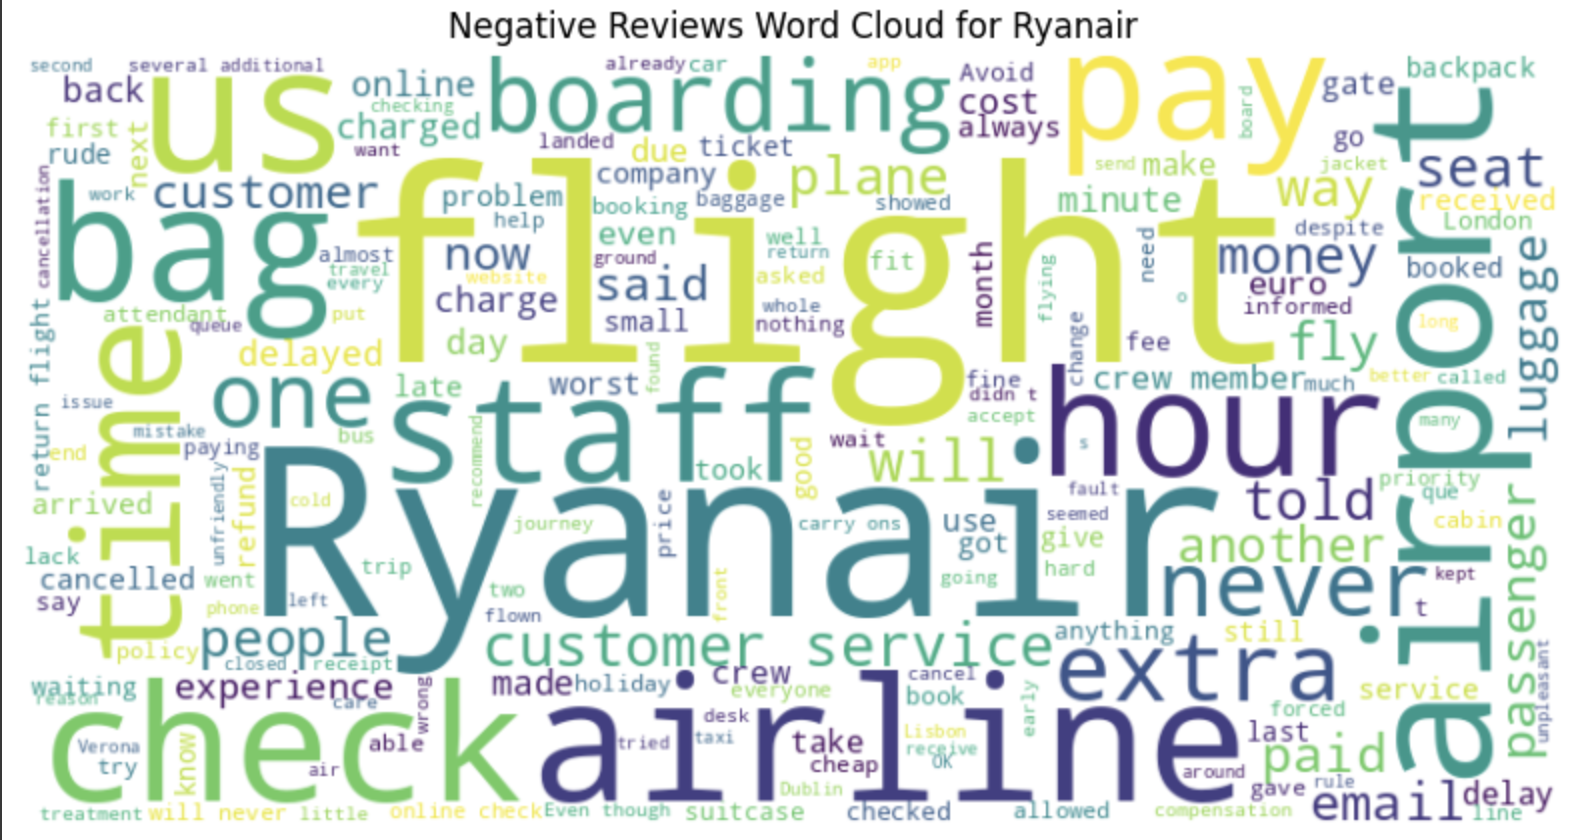 Negative Reviews Word Cloud for Ryanair
second
several additional
already
car
app
Avoid
backpack
back
us
online
boarding
cost
pay
gate
board
checking
always
first
next
charged
want
landed
due
ticket
go
rude
send
make
jacket
airport
seat
cancellation
work
customer
problem
company
plane
minute
way
received
bag
flight
help
booking
baggage
showed
London
almost
now
even
well
despite
travel
every
website
ground
said
return
asked
fit
month
flying
need
money
booked
luggage
charge
whole
o
euro
informed
attendant
queue
put
small
nothing
long
return flight
time
delayed
day
found
change
fee
fly
one
late
worst
fine
crew member
much
better
called
issue
staff
didn t
hour
accept
many
mistake
bus
recommend
good
wait
s
end
paying
took
will
priority
unfriendly
refund
Ryanair
cold
price
fault
told
que
arrived
journey
carry ons
use
seemed
cabin
passenger
lack
got
give
another
trip
front
going
hard
never
kept
cancelled
went
two
say
phone
left
flown
t
people
customer service
anything
still
policy
closed
receipt
extra
unpleasant
waiting
experience
made
holiday
crew
cancel
service
reason
care
wrong
everyone
book
early
forced
check
airline
desk
last
Verona
know
able
tried
taxi
take
Lisbon
receive
paid
try
air
cheap
OK
around
Dublin
gave
rule
email
delay
treatment
will never
little
online check
Even though
suitcase
checked
allowed
compensation
line